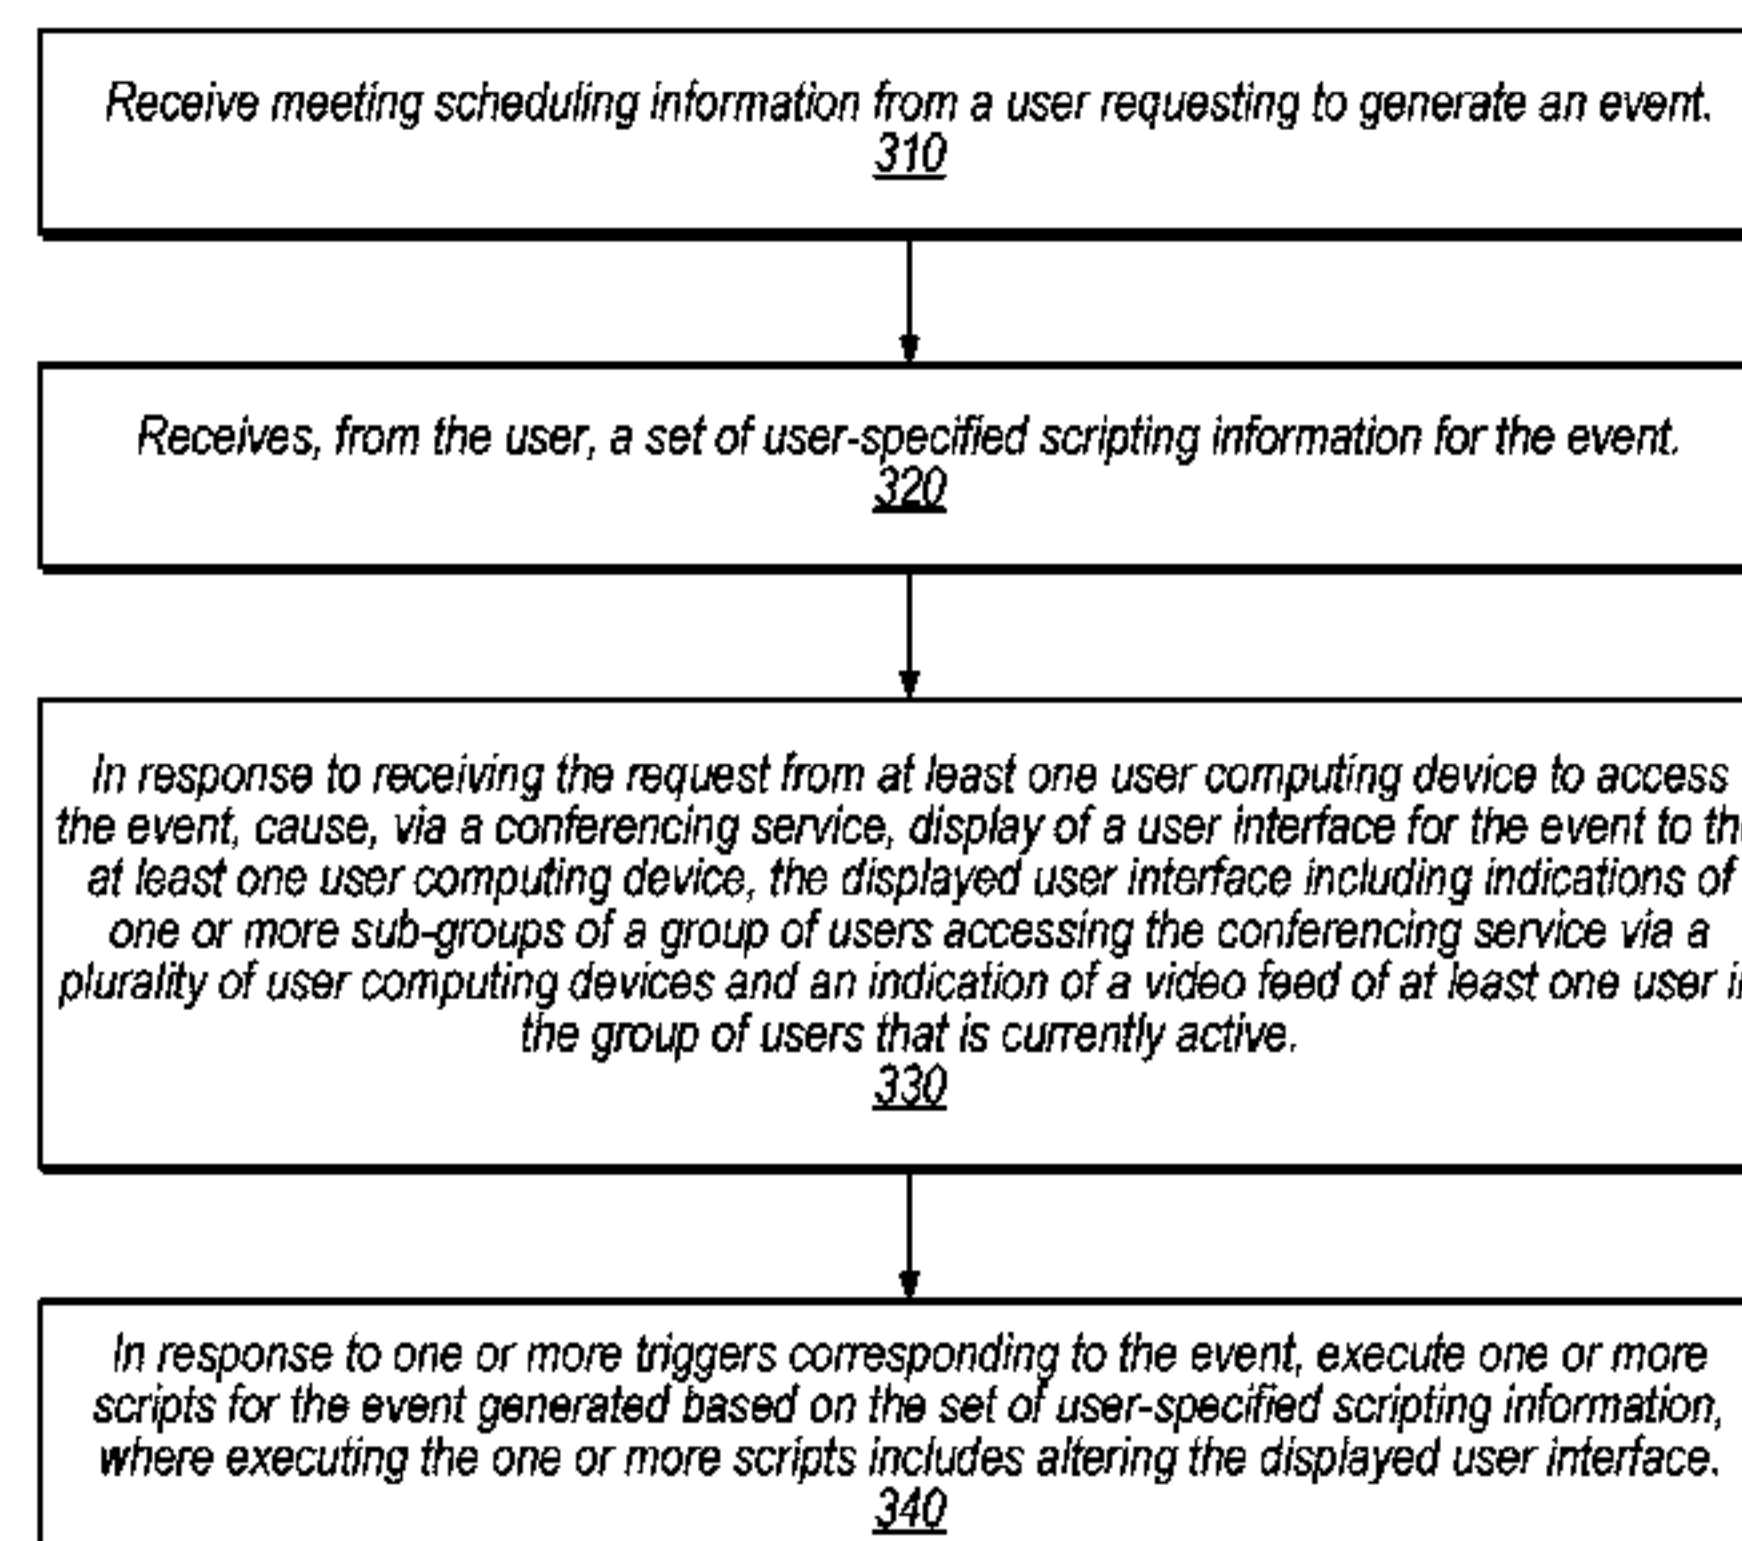 Receive meeting scheduling information from a user requesting to generate an event.
310
Receives, from the user, a set of user-specified scripting information for the event.
320
In response to receiving the request from at least one user computing device to access
the event, cause, via a conferencing service, display of a user interface for the event to
at least one user computing device, the displayed user interface including indications of
one or more sub-groups of a group of users accessing the conferencing service via a
plurality of user computing devices and an indication of a video feed of at least one user
the group of users that is currently active.
330
In response to one or more triggers corresponding to the event, execute one or more
scripts for the event generated based on the set of user-specified scripting information,
where executing the one or more scripts includes altering the displayed user interface.
340